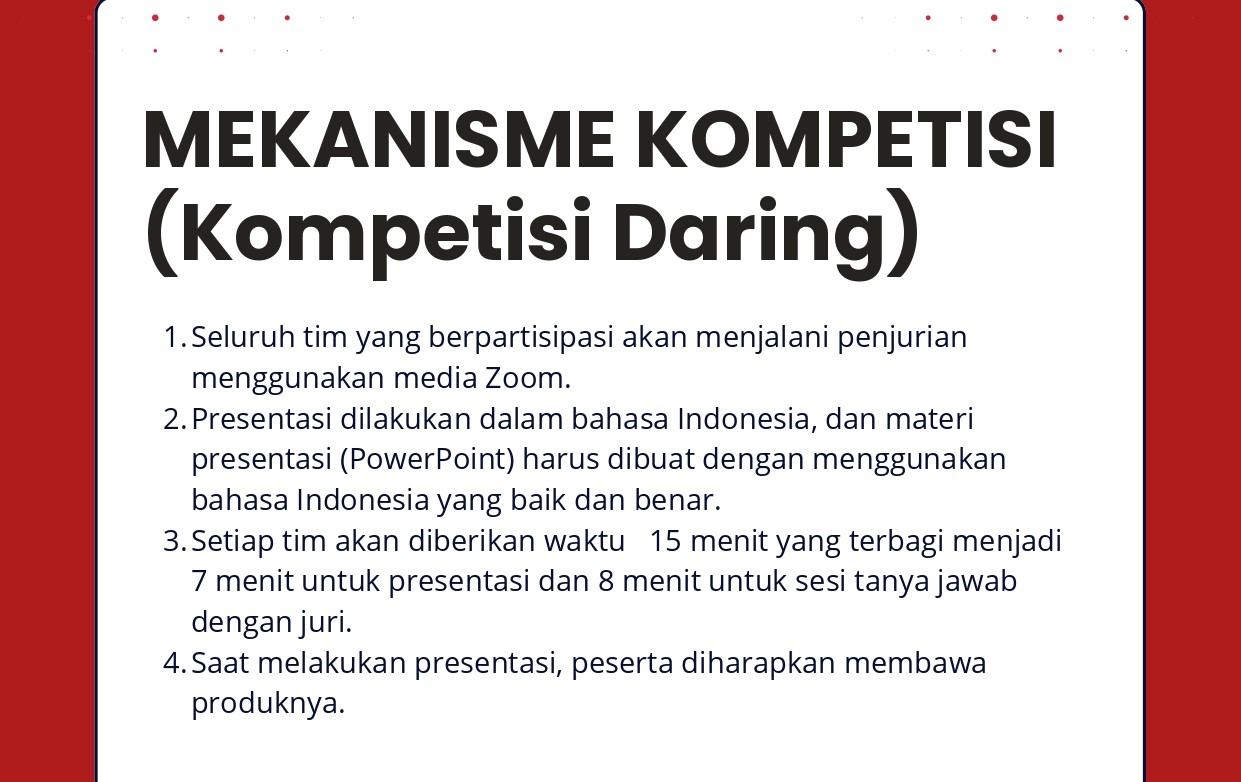 MEKANISME KOMPETISI
(Kompetisi Daring)
1. Seluruh tim yang berpartisipasi akan menjalani penjurian
menggunakan media Zoom.
2. Presentasi dilakukan dalam bahasa Indonesia, dan materi
presentasi (PowerPoint) harus dibuat dengan menggunakan
bahasa Indonesia yang baik dan benar.
3. Setiap tim akan diberikan waktu   15 menit yang terbagi menjadi
7 menit untuk presentasi dan 8 menit untuk sesi tanya jawab
dengan juri.
4. Saat melakukan presentasi, peserta diharapkan membawa
produknya.